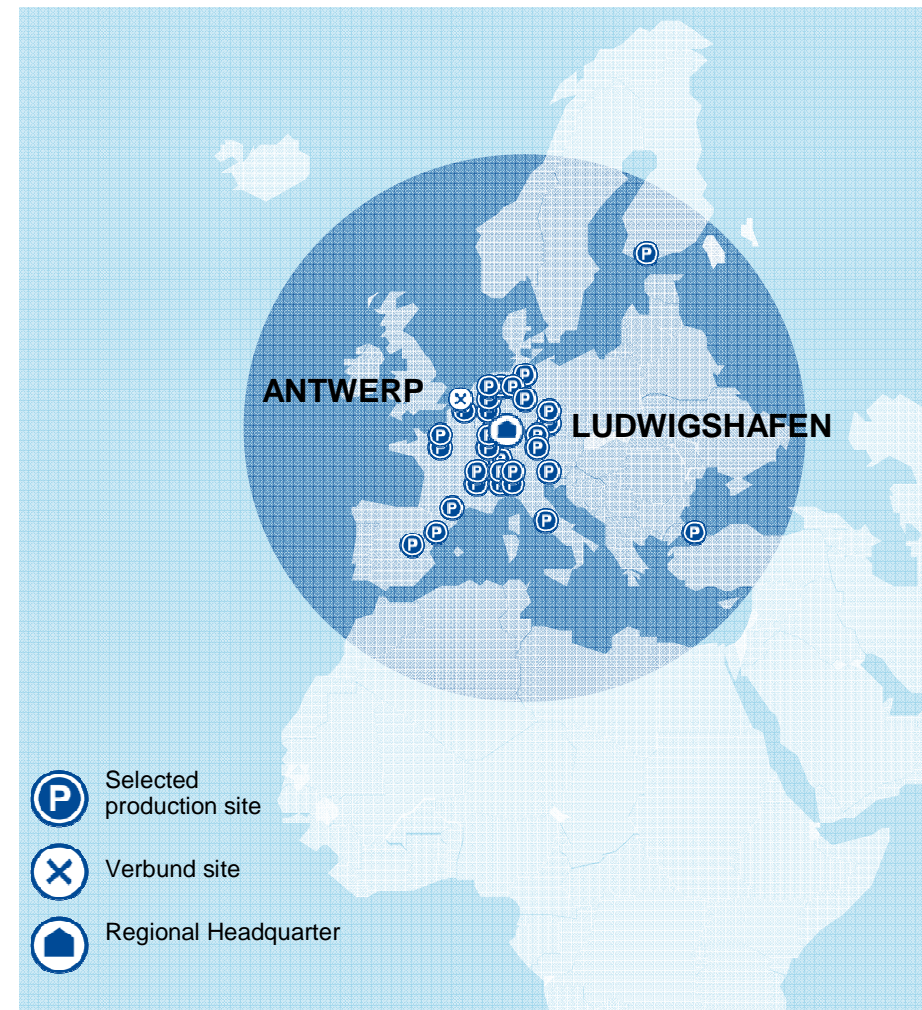 ANTWERP
LUDWIGSHAFEN
P
Selected
production site
Verbund site
Regional Headquarter